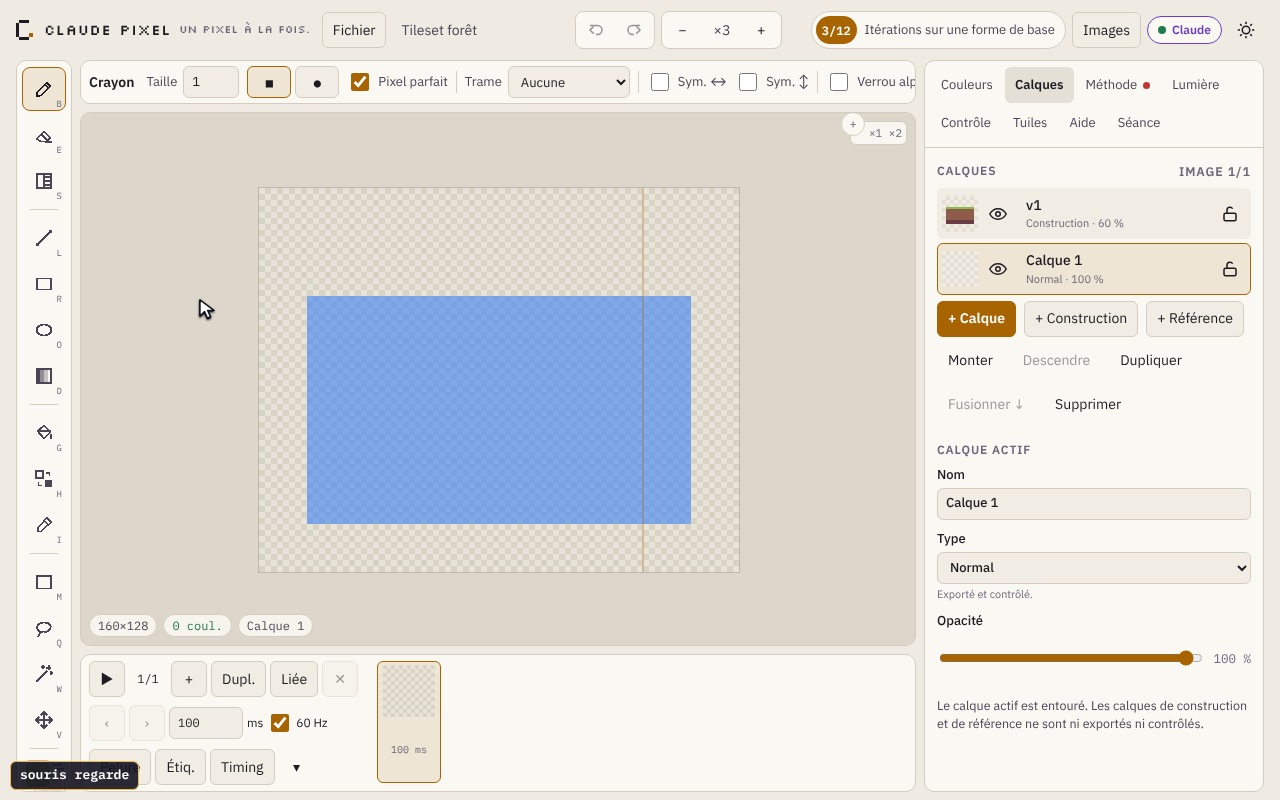 CLAUDE PIXEL UN PIXEL À LA FOIS. Fichier Tileset forêt − ×3 + 3/12 Itérations sur une forme de base Images Claude
Crayon Taille 1 Pixel parfait Trame Aucune Sym. ↔ Sym. ↕ Verrou alp
B
E
S
L
R
O
D
G
H
I
M
Q
W
V
+ ×1 ×2
160×128 0 coul. Calque 1
1/1 + Dupl. Liée ×
‹ › 100 ms 60 Hz
Étiq. Timing ▼
100 ms
souris regarde
Couleurs Calques Méthode Lumière
Contrôle Tuiles Aide Séance
CALQUES IMAGE 1/1
v1
Construction · 60 %
Calque 1
Normal · 100 %
+ Calque + Construction + Référence
Monter Descendre Dupliquer
Fusionner ↓ Supprimer
CALQUE ACTIF
Nom
Calque 1
Type
Normal
Exporté et contrôlé.
Opacité
100 %
Le calque actif est entouré. Les calques de construction
et de référence ne sont ni exportés ni contrôlés.